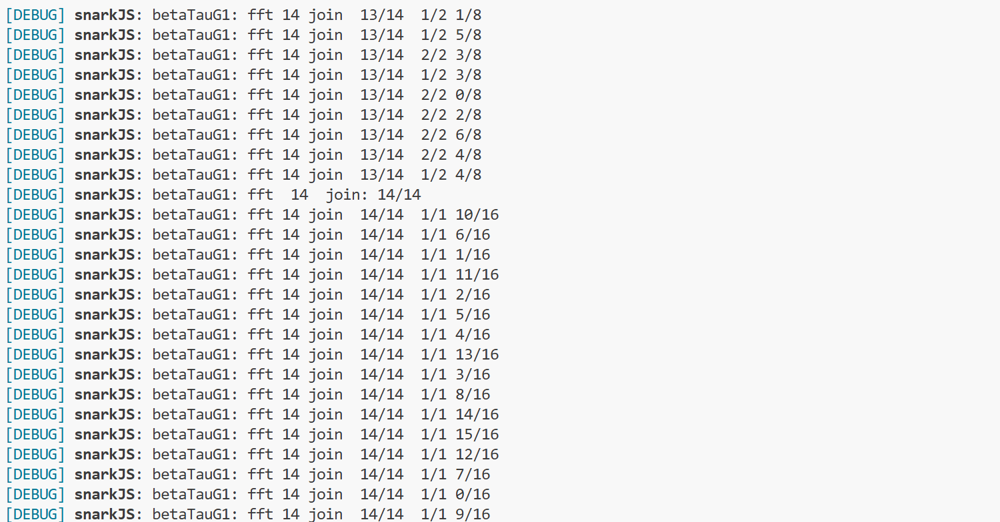 [DEBUG] snarkJS: betaTauG1: fft 14 join  13/14  1/2 1/8
[DEBUG] snarkJS: betaTauG1: fft 14 join  13/14  1/2 5/8
[DEBUG] snarkJS: betaTauG1: fft 14 join  13/14  2/2 3/8
[DEBUG] snarkJS: betaTauG1: fft 14 join  13/14  1/2 3/8
[DEBUG] snarkJS: betaTauG1: fft 14 join  13/14  2/2 0/8
[DEBUG] snarkJS: betaTauG1: fft 14 join  13/14  2/2 2/8
[DEBUG] snarkJS: betaTauG1: fft 14 join  13/14  2/2 6/8
[DEBUG] snarkJS: betaTauG1: fft 14 join  13/14  2/2 4/8
[DEBUG] snarkJS: betaTauG1: fft 14 join  13/14  1/2 4/8
[DEBUG] snarkJS: betaTauG1: fft  14  join: 14/14
[DEBUG] snarkJS: betaTauG1: fft 14 join  14/14  1/1 10/16
[DEBUG] snarkJS: betaTauG1: fft 14 join  14/14  1/1 6/16
[DEBUG] snarkJS: betaTauG1: fft 14 join  14/14  1/1 1/16
[DEBUG] snarkJS: betaTauG1: fft 14 join  14/14  1/1 11/16
[DEBUG] snarkJS: betaTauG1: fft 14 join  14/14  1/1 2/16
[DEBUG] snarkJS: betaTauG1: fft 14 join  14/14  1/1 5/16
[DEBUG] snarkJS: betaTauG1: fft 14 join  14/14  1/1 4/16
[DEBUG] snarkJS: betaTauG1: fft 14 join  14/14  1/1 13/16
[DEBUG] snarkJS: betaTauG1: fft 14 join  14/14  1/1 3/16
[DEBUG] snarkJS: betaTauG1: fft 14 join  14/14  1/1 8/16
[DEBUG] snarkJS: betaTauG1: fft 14 join  14/14  1/1 14/16
[DEBUG] snarkJS: betaTauG1: fft 14 join  14/14  1/1 15/16
[DEBUG] snarkJS: betaTauG1: fft 14 join  14/14  1/1 12/16
[DEBUG] snarkJS: betaTauG1: fft 14 join  14/14  1/1 7/16
[DEBUG] snarkJS: betaTauG1: fft 14 join  14/14  1/1 0/16
[DEBUG] snarkJS: betaTauG1: fft 14 join  14/14  1/1 9/16